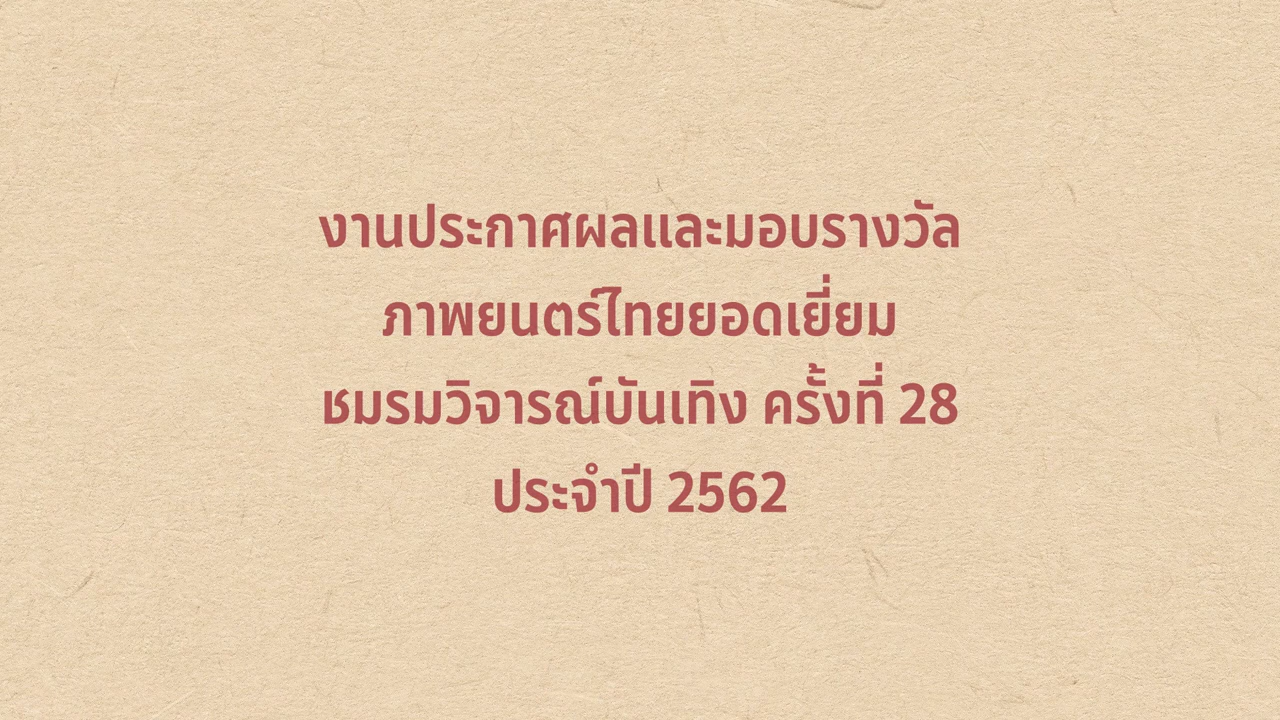 งานประกาศผลและมอบรางวัล
ภาพยนตร์ไทยยอดเยี่ยม
ชมรมวิจารณ์บันเทิง ครั้งที่ 28
ประจำปี 2562